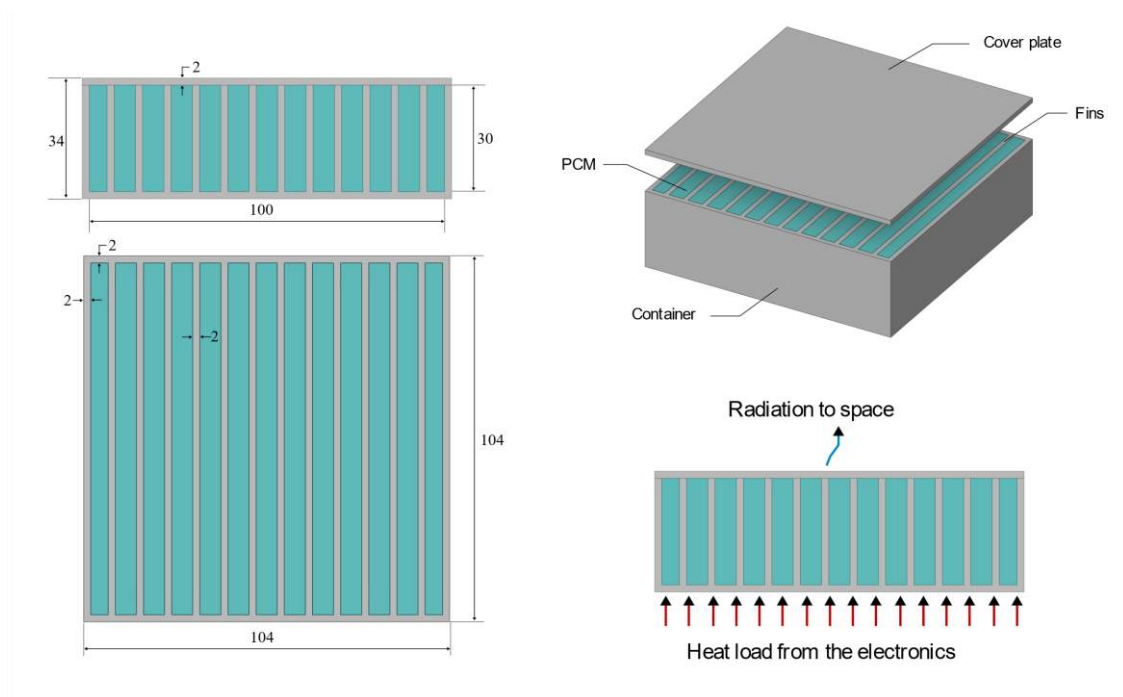 2
34
30
100
2
2
2
104
104
Cover plate
Fins
PCM
Container
Radiation to space
Heat load from the electronics